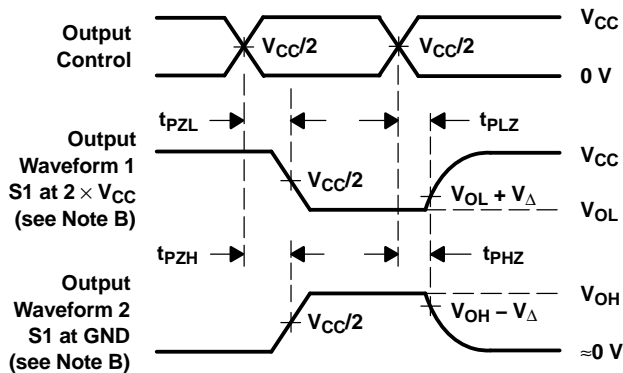 Output
Control
V_CC/2
V_CC/2
V_CC
0 V
t_PZL
t_PLZ
Output
Waveform 1
S1 at 2 × V_CC
(see Note B)
V_CC/2
V_CC
V_OL + V_Δ
V_OL
t_PZH
t_PHZ
Output
Waveform 2
S1 at GND
(see Note B)
V_CC/2
V_OH
V_OH − V_Δ
≈0 V